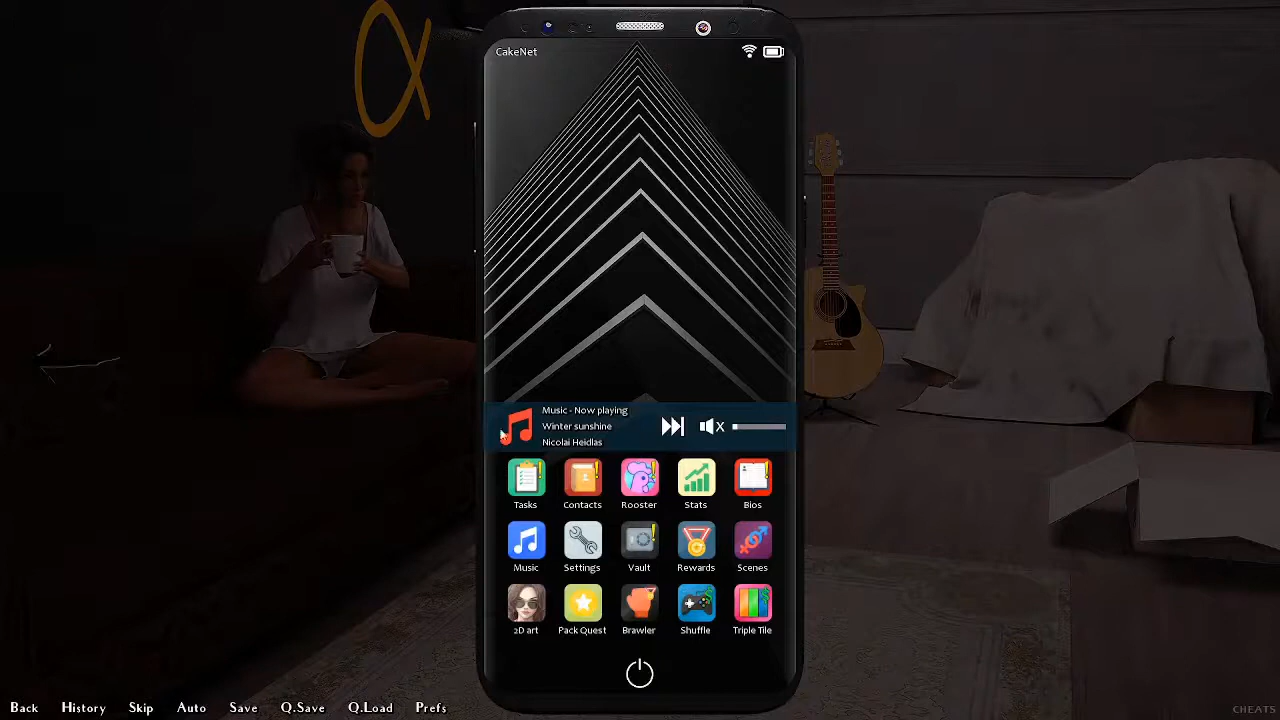 CakeNet
Music - Now playing
Winter sunshine
Nicolai Heidlas
Tasks Contacts Rooster Stats Bios
Music Settings Vault Rewards Scenes
2D art Pack Quest Brawler Shuffle Triple Tile
Back History Skip Auto Save Q.Save Q.Load Prefs CHEATS